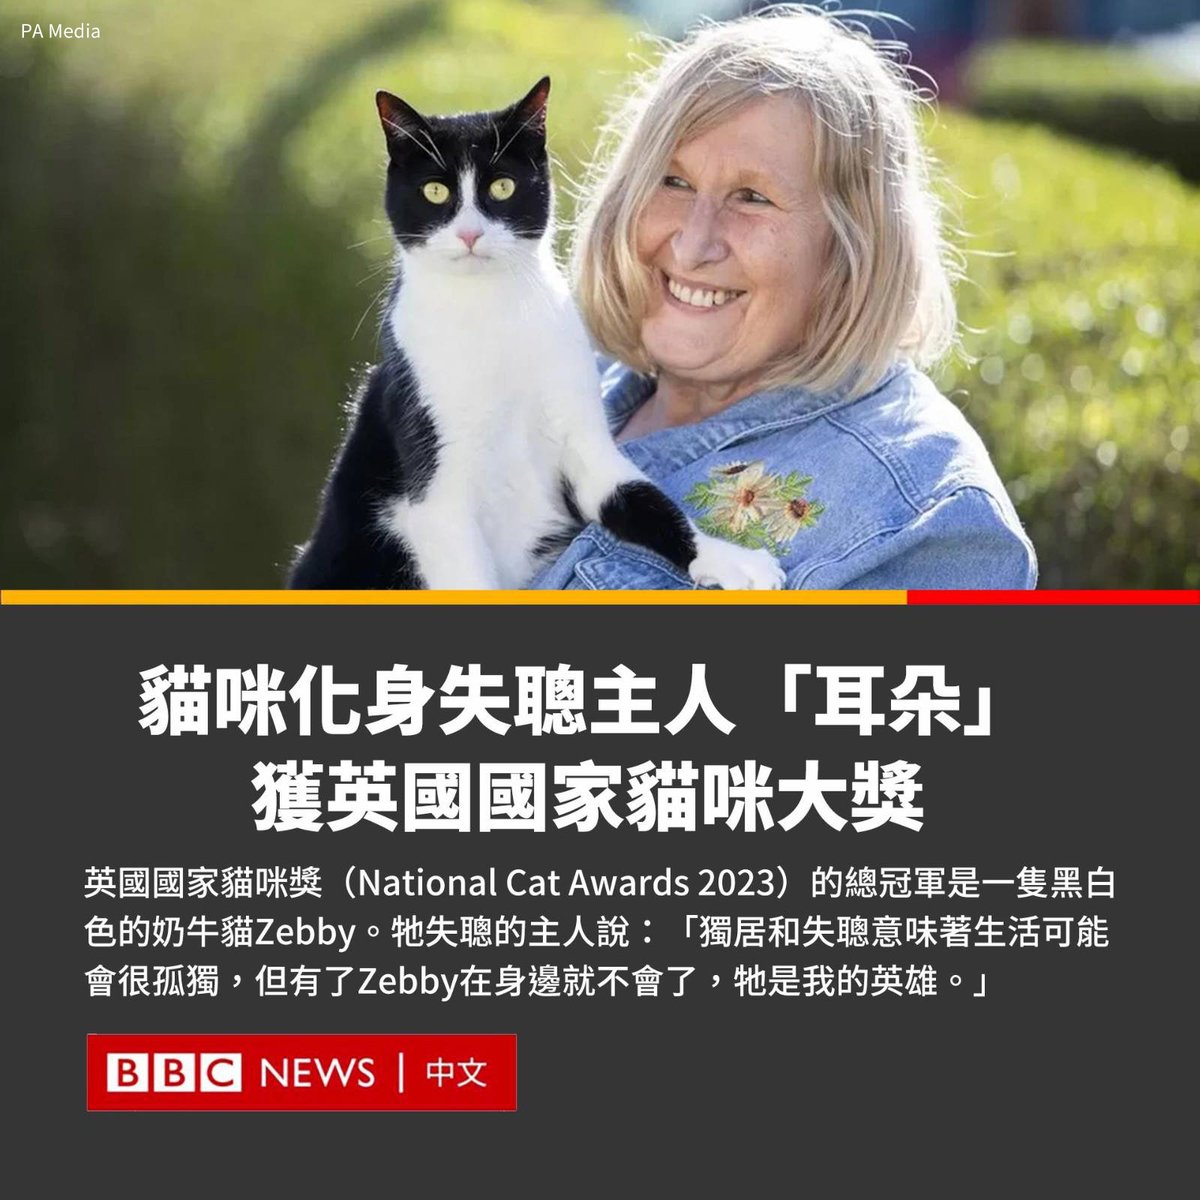 PA Media
貓咪化身失聰主人「耳朵」
獲英國國家貓咪大獎
英國國家貓咪獎（National Cat Awards 2023）的總冠軍是一隻黑白
色的奶牛貓Zebby。牠失聰的主人說：「獨居和失聰意味著生活可能
會很孤獨，但有了Zebby在身邊就不會了，牠是我的英雄。」
BBC NEWS | 中文